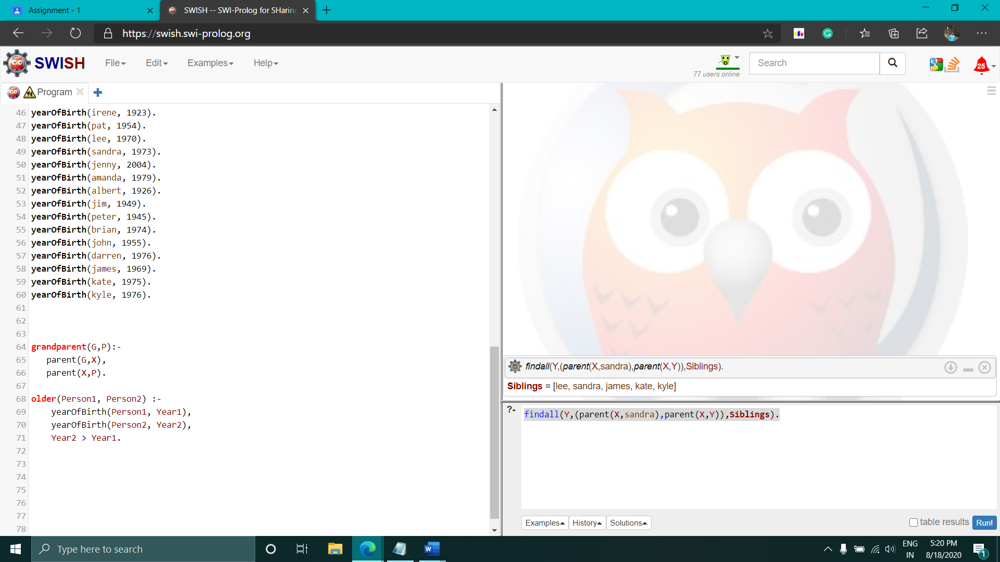 Assignment - 1
SWISH -- SWI-Prolog for SHaring
https://swish.swi-prolog.org
SWISH File Edit Examples Help
77 users online
Search
25
Program
46 yearOfBirth(irene, 1923).
47 yearOfBirth(pat, 1954).
48 yearOfBirth(lee, 1970).
49 yearOfBirth(sandra, 1973).
50 yearOfBirth(jenny, 2004).
51 yearOfBirth(amanda, 1979).
52 yearOfBirth(albert, 1926).
53 yearOfBirth(jim, 1949).
54 yearOfBirth(peter, 1945).
55 yearOfBirth(brian, 1974).
56 yearOfBirth(john, 1955).
57 yearOfBirth(darren, 1976).
58 yearOfBirth(james, 1969).
59 yearOfBirth(kate, 1975).
60 yearOfBirth(kyle, 1976).
61
62
63
64 grandparent(G,P):-
65 parent(G,X),
66 parent(X,P).
67
68 older(Person1, Person2) :-
69 yearOfBirth(Person1, Year1),
70 yearOfBirth(Person2, Year2),
71 Year2 > Year1.
72
73
74
75
76
77
78
findall(Y,(parent(X,sandra),parent(X,Y)),Siblings).
Siblings = [lee, sandra, james, kate, kyle]
?- findall(Y,(parent(X,sandra),parent(X,Y)),Siblings).
Examples History Solutions table results Run!
Type here to search
W
ENG
IN
5:20 PM
8/18/2020
1